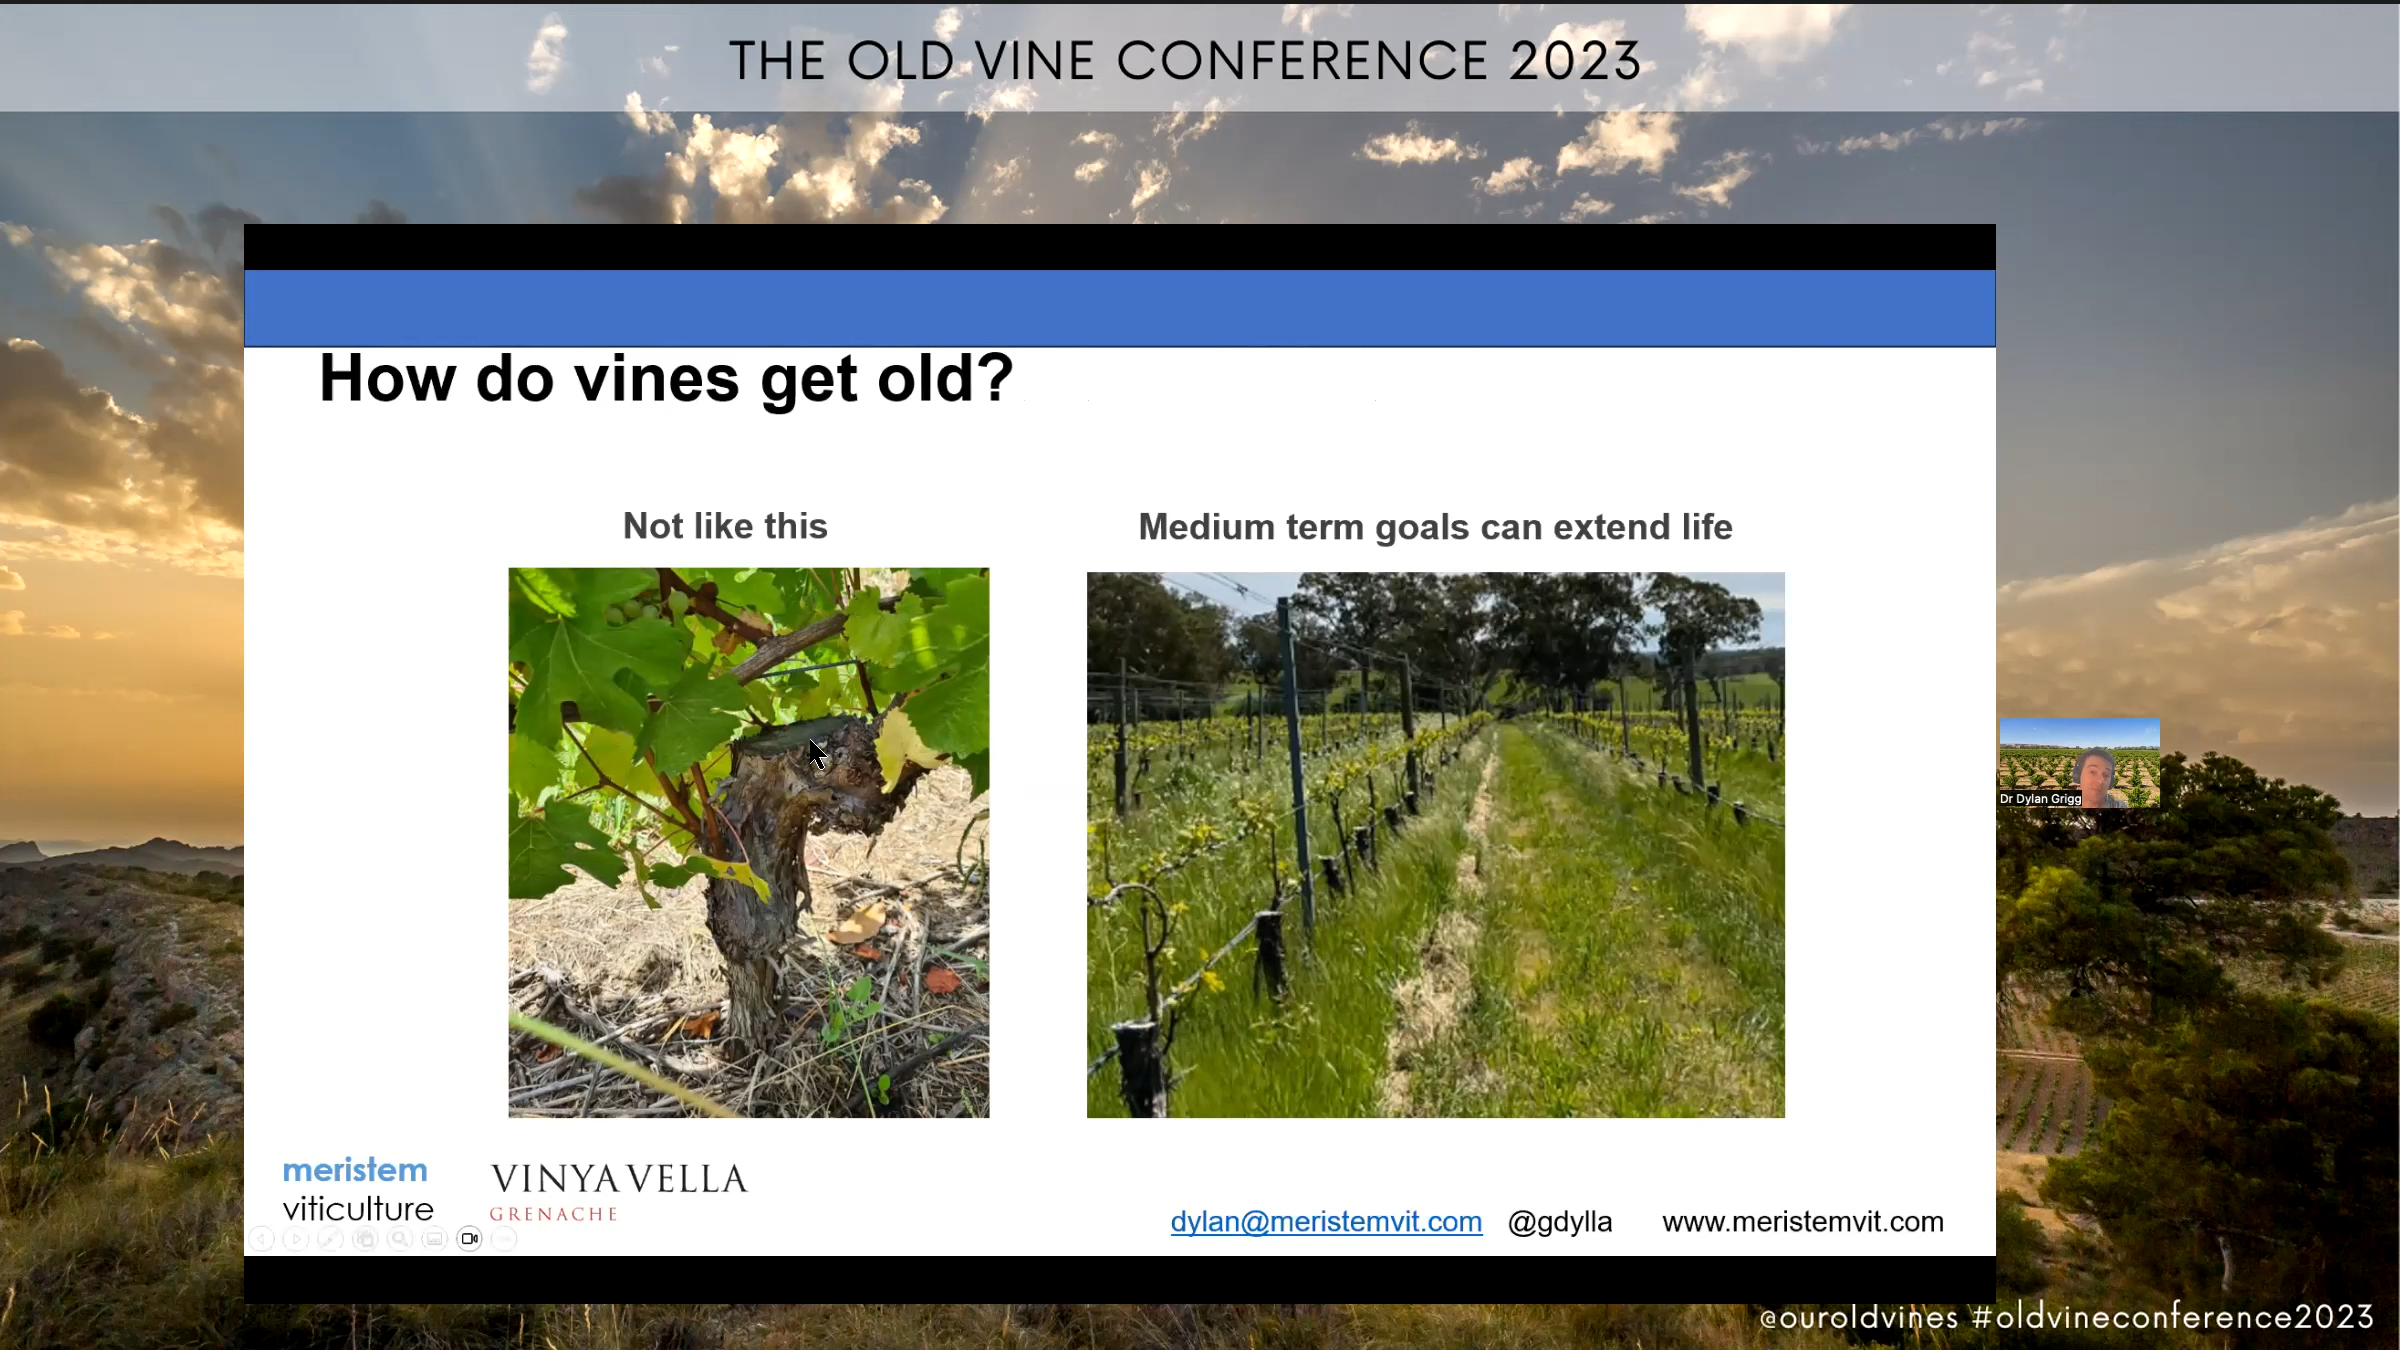 THE OLD VINE CONFERENCE 2023
How do vines get old?
Not like this
Medium term goals can extend life
Dr Dylan Grigg
meristem
viticulture
VINYA VELLA
GRENACHE
dylan@meristemvit.com @gdylla www.meristemvit.com
@ouroldvines #oldvineconference2023